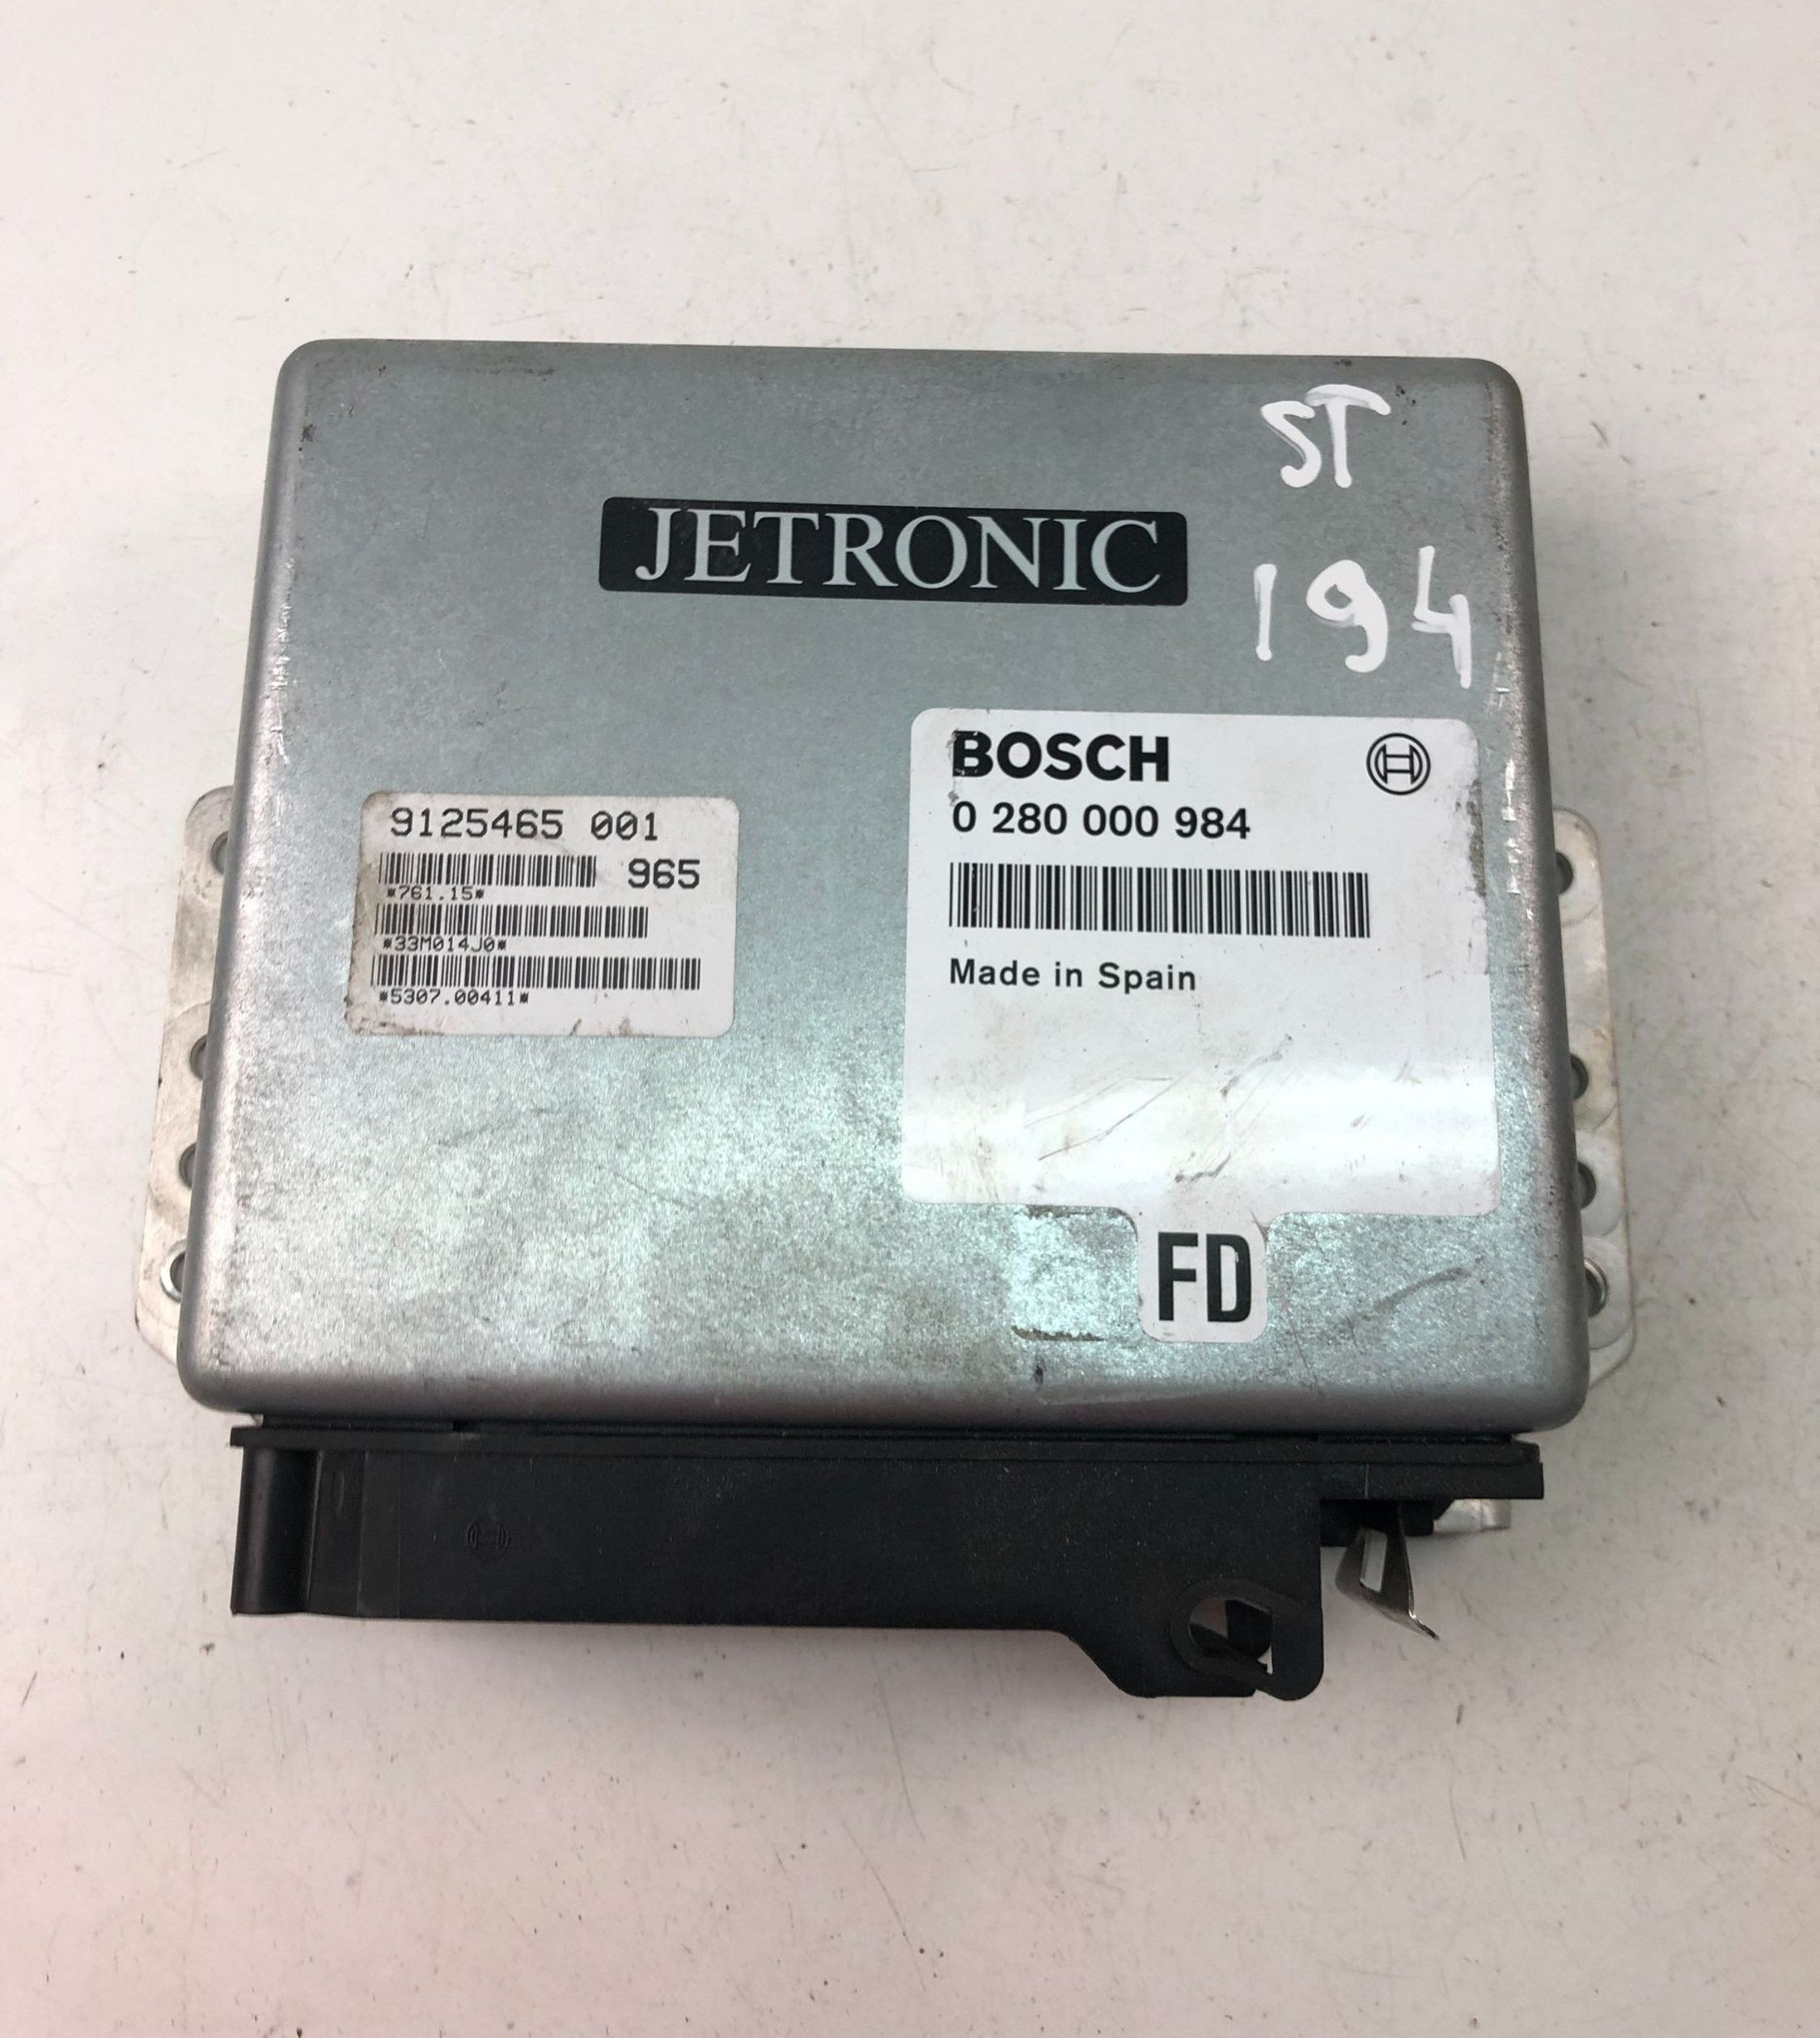 ST
194
JETRONIC
BOSCH
0 280 000 984
Made in Spain
FD
9125465 001
965
*761.15*
*33M014J0*
*5307.00411*